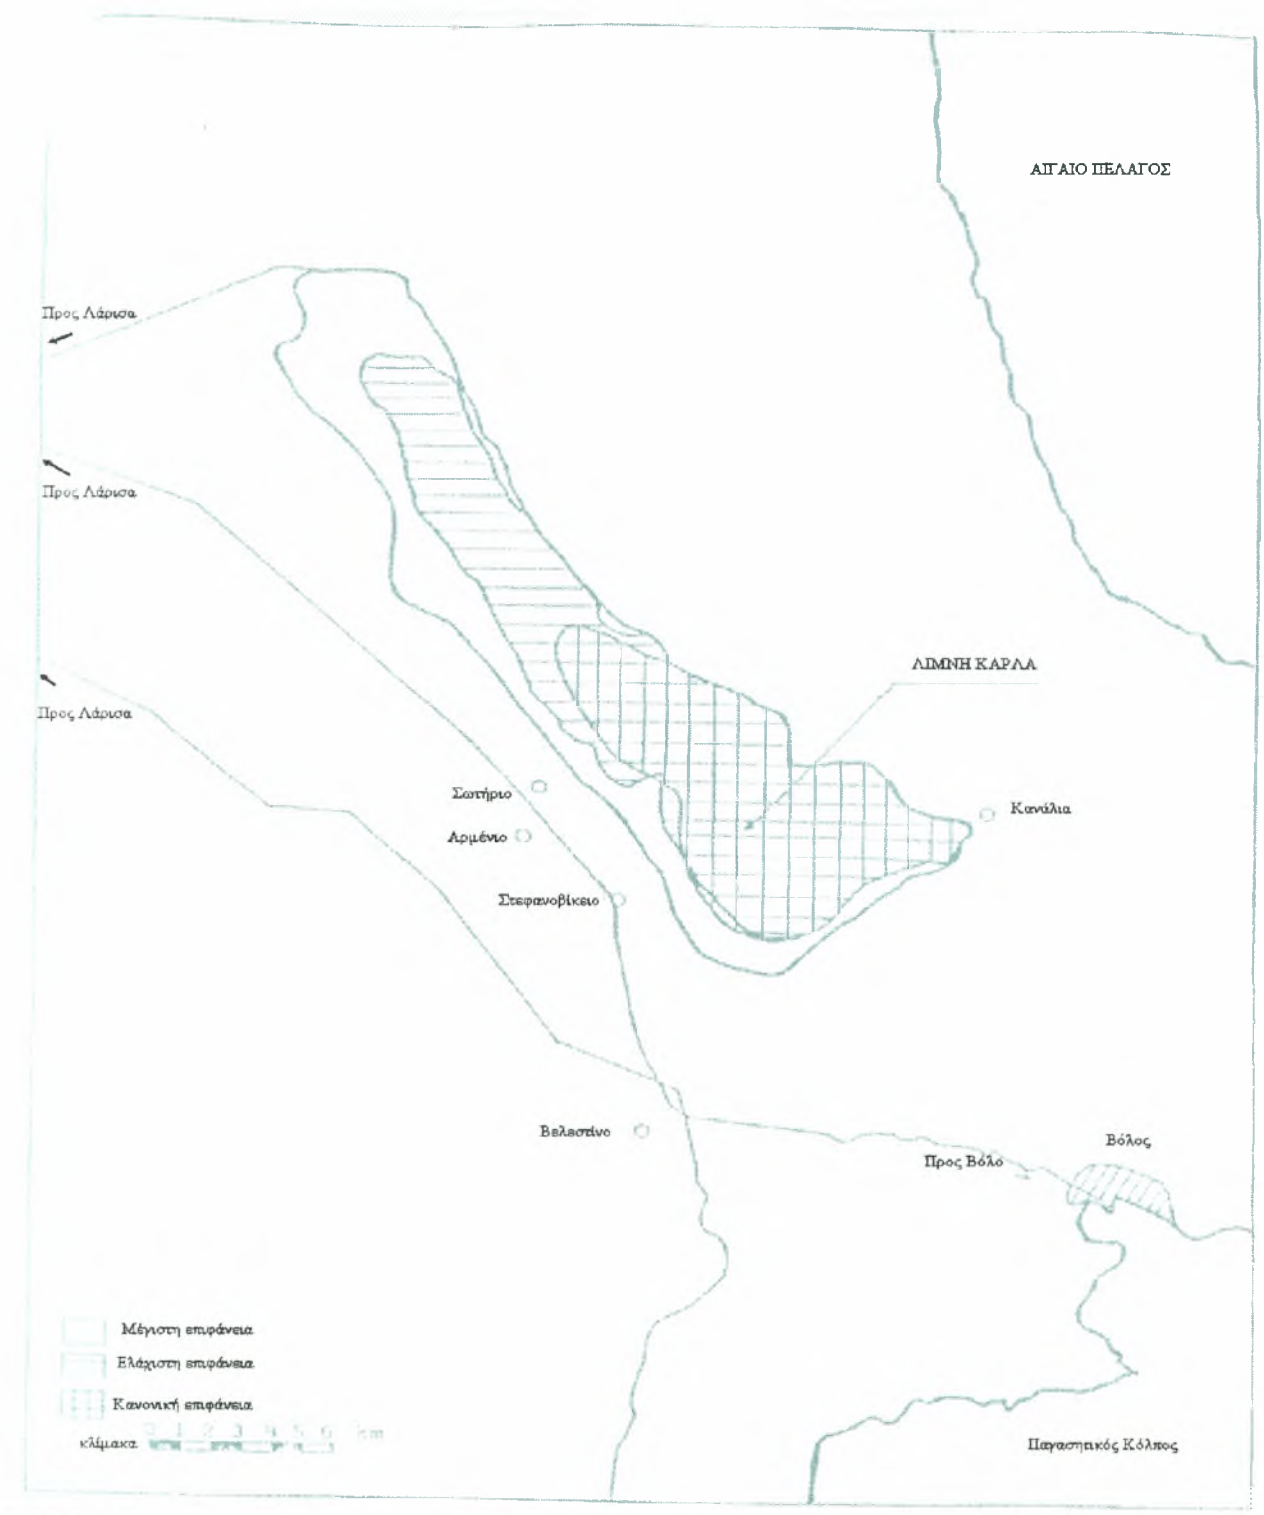 ΑΙΓΑΙΟ ΠΕΛΑΓΟΣ
Προς Λάρισα
Προς Λάρισα
ΛΙΜΝΗ ΚΑΡΛΑ
Προς Λάρισα
Σωτήριο
Κανάλια
Αρμένιο
Στεφανοβίκειο
Βελεστίνο
Βόλος
Προς Βόλο
Μέγιστη επιφάνεια
Ελάχιστη επιφάνεια
Κανονική επιφάνεια
κλίμακα 0 1 2 3 4 5 6 km
Παγασητικός Κόλπος